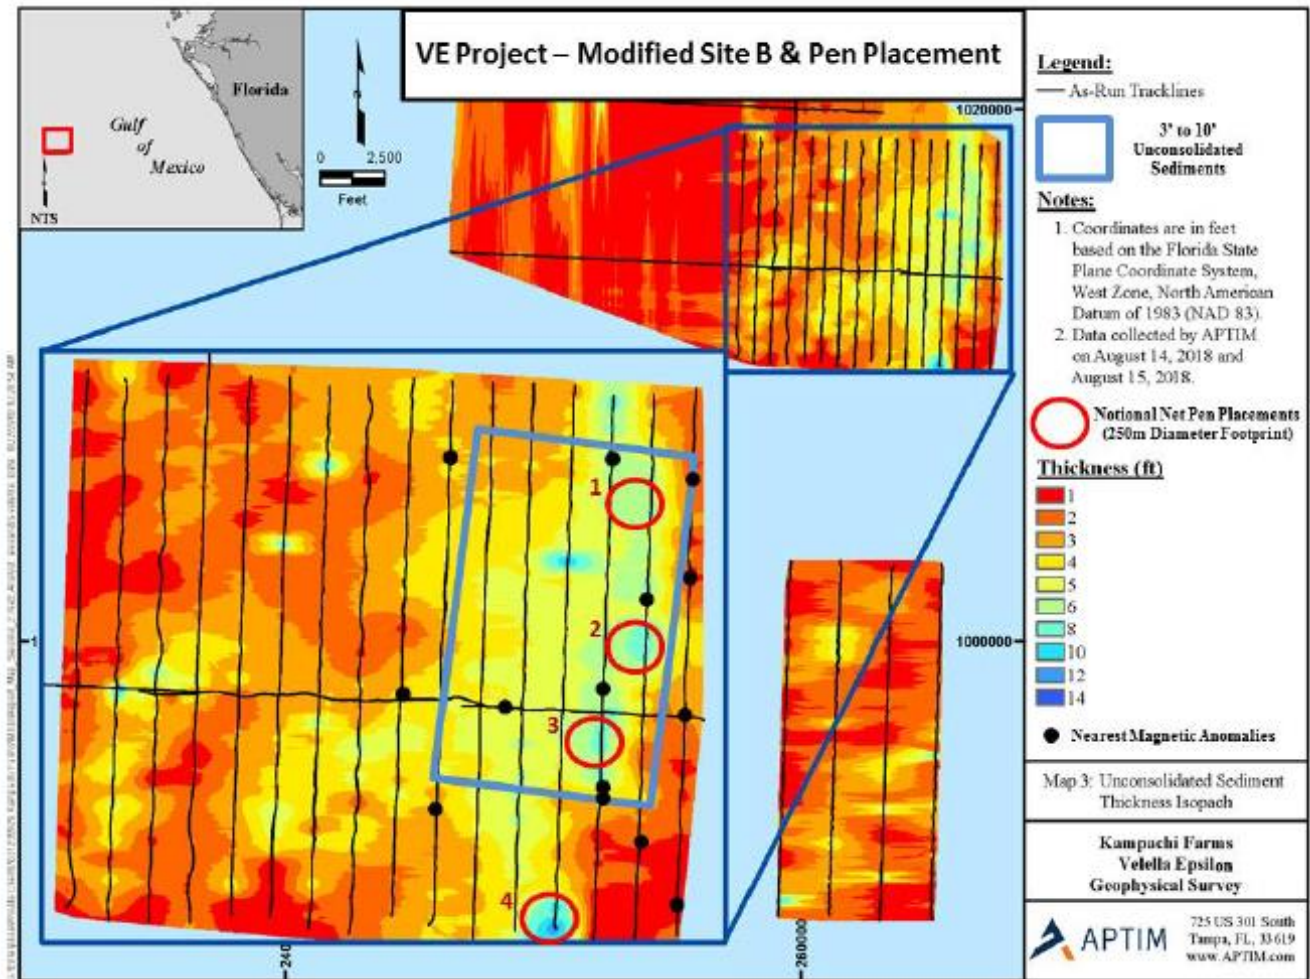 VE Project – Modified Site B & Pen Placement
Florida
Gulf
of
Mexico
NTS
0 2,500
Feet
1020000
1
2
3
4
1
1000000
240
260000
Legend:
As-Run Tracklines
3' to 10'
Unconsolidated
Sediments
Notes:
1. Coordinates are in feet
based on the Florida State
Plane Coordinate System,
West Zone, North American
Datum of 1983 (NAD 83).
2. Data collected by APTIM
on August 14, 2018 and
August 15, 2018.
Notional Net Pen Placements
(250m Diameter Footprint)
Thickness (ft)
1
2
3
4
5
6
8
10
12
14
Nearest Magnetic Anomalies
Map 3: Unconsolidated Sediment
Thickness Isopach
Kampachi Farms
Velella Epsilon
Geophysical Survey
APTIM
725 US 301 South
Tampa, FL, 33619
www.APTIM.com